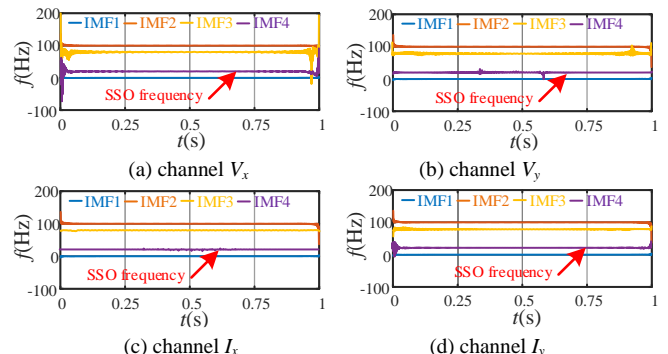 IMF1 IMF2 IMF3 IMF4
200
100
0
-100
f(Hz)
SSO frequency
0 0.25 0.5 0.75 1
t(s)
(a) channel Vx
IMF1 IMF2 IMF3 IMF4
200
100
0
-100
f(Hz)
SSO frequency
0 0.25 0.5 0.75 1
t(s)
(b) channel Vy
IMF1 IMF2 IMF3 IMF4
200
100
0
-100
f(Hz)
SSO frequency
0 0.25 0.5 0.75 1
t(s)
(c) channel Ix
IMF1 IMF2 IMF3 IMF4
200
100
0
-100
f(Hz)
SSO frequency
0 0.25 0.5 0.75 1
t(s)
(d) channel Iy